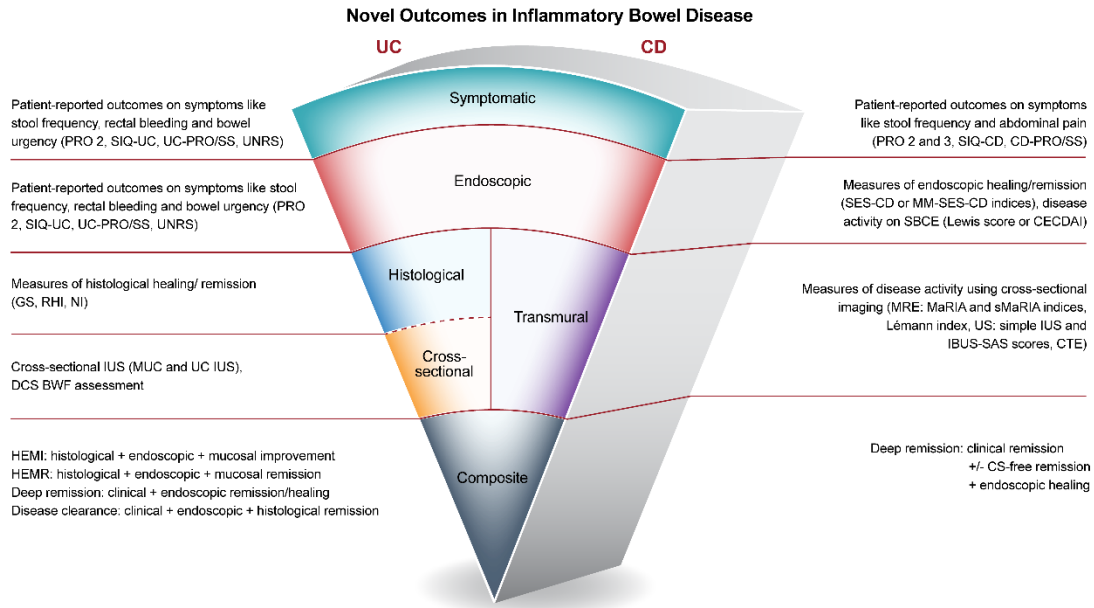 Novel Outcomes in Inflammatory Bowel Disease
UC
CD
Patient-reported outcomes on symptoms like
stool frequency, rectal bleeding and bowel
urgency (PRO 2, SIQ-UC, UC-PRO/SS, UNRS)
Symptomatic
Patient-reported outcomes on symptoms
like stool frequency and abdominal pain
(PRO 2 and 3, SIQ-CD, CD-PRO/SS)
Patient-reported outcomes on symptoms like stool
frequency, rectal bleeding and bowel urgency (PRO
2, SIQ-UC, UC-PRO/SS, UNRS)
Endoscopic
Measures of endoscopic healing/remission
(SES-CD or MM-SES-CD indices), disease
activity on SBCE (Lewis score or CECDAI)
Measures of histological healing/ remission
(GS, RHI, NI)
Histological
Cross-sectional IUS (MUC and UC IUS),
DCS BWF assessment
Cross-
sectional
Transmural
Measures of disease activity using cross-sectional
imaging (MRE: MaRIA and sMaRIA indices,
Lémann index, US: simple IUS and
IBUS-SAS scores, CTE)
HEMI: histological + endoscopic + mucosal improvement
HEMR: histological + endoscopic + mucosal remission
Deep remission: clinical + endoscopic remission/healing
Disease clearance: clinical + endoscopic + histological remission
Composite
Deep remission: clinical remission
+/- CS-free remission
+ endoscopic healing